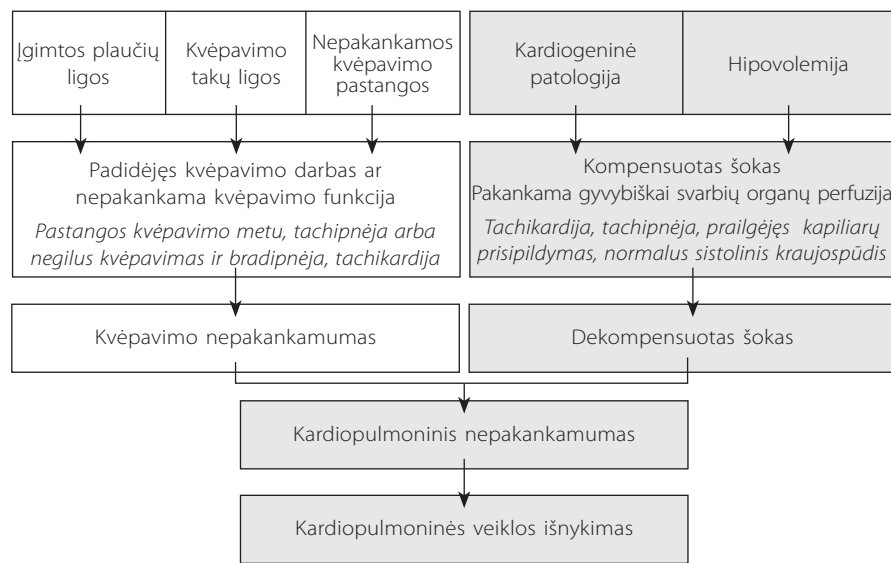 Įgimtos plaučių
ligos
Kvėpavimo
takų ligos
Nepakankamos
kvėpavimo
pastangos
Kardiogeninė
patologija
Hipovolemija
Padidėjęs kvėpavimo darbas ar
nepakankama kvėpavimo funkcija
Pastangos kvėpavimo metu, tachipnėja arba
negilus kvėpavimas ir bradipnėja, tachikardija
Kompensuotas šokas
Pakankama gyvybiškai svarbių organų perfuzija
Tachikardija, tachipnėja, prailgėjęs kapiliarų
prisipildymas, normalus sistolinis kraujospūdis
Kvėpavimo nepakankamumas
Dekompensuotas šokas
Kardiopulmoninis nepakankamumas
Kardiopulmoninės veiklos išnykimas